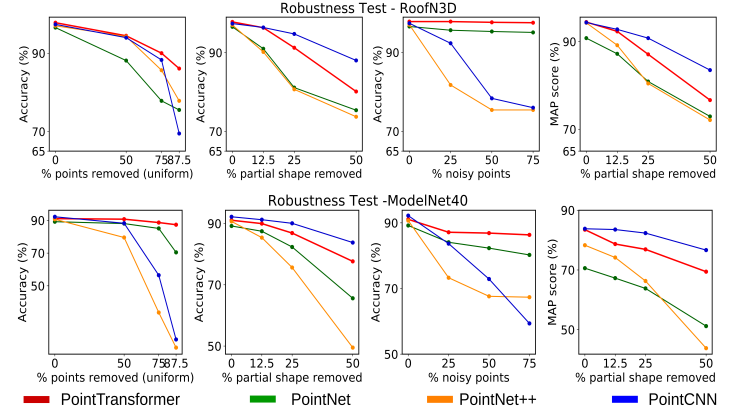 Robustness Test - RoofN3D
Accuracy (%)
90
70
65
0
50
75
87.5
% points removed (uniform)
Accuracy (%)
90
70
65
0
12.5
25
50
% partial shape removed
Accuracy (%)
90
70
65
0
25
50
75
% noisy points
MAP score (%)
90
70
65
0
12.5
25
50
% partial shape removed
Robustness Test -ModelNet40
Accuracy (%)
90
70
50
0
50
75
87.5
% points removed (uniform)
Accuracy (%)
90
70
50
0
12.5
25
50
% partial shape removed
Accuracy (%)
90
70
50
0
25
50
75
% noisy points
MAP score (%)
90
70
50
0
12.5
25
50
% partial shape removed
PointTransformer
PointNet
PointNet++
PointCNN